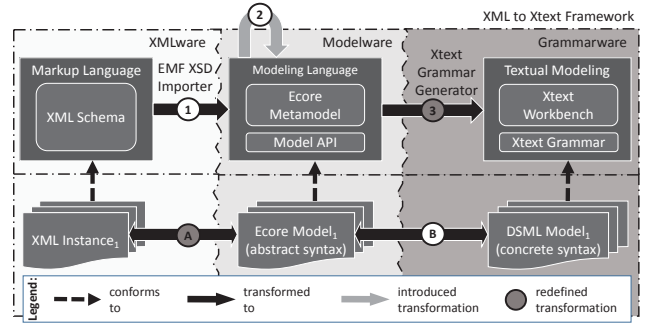 XML to Xtext Framework
2
XMLware
Modelware
Grammarware
Markup Language
XML Schema
EMF XSD
Importer
1
Modeling Language
Ecore
Metamodel
Model API
Xtext
Grammar
Generator
3
Textual Modeling
Xtext
Workbench
Xtext Grammar
XML Instance1
A
Ecore Model1
(abstract syntax)
B
DSML Model1
(concrete syntax)
Legend:
conforms
to
transformed
to
introduced
transformation
redefined
transformation